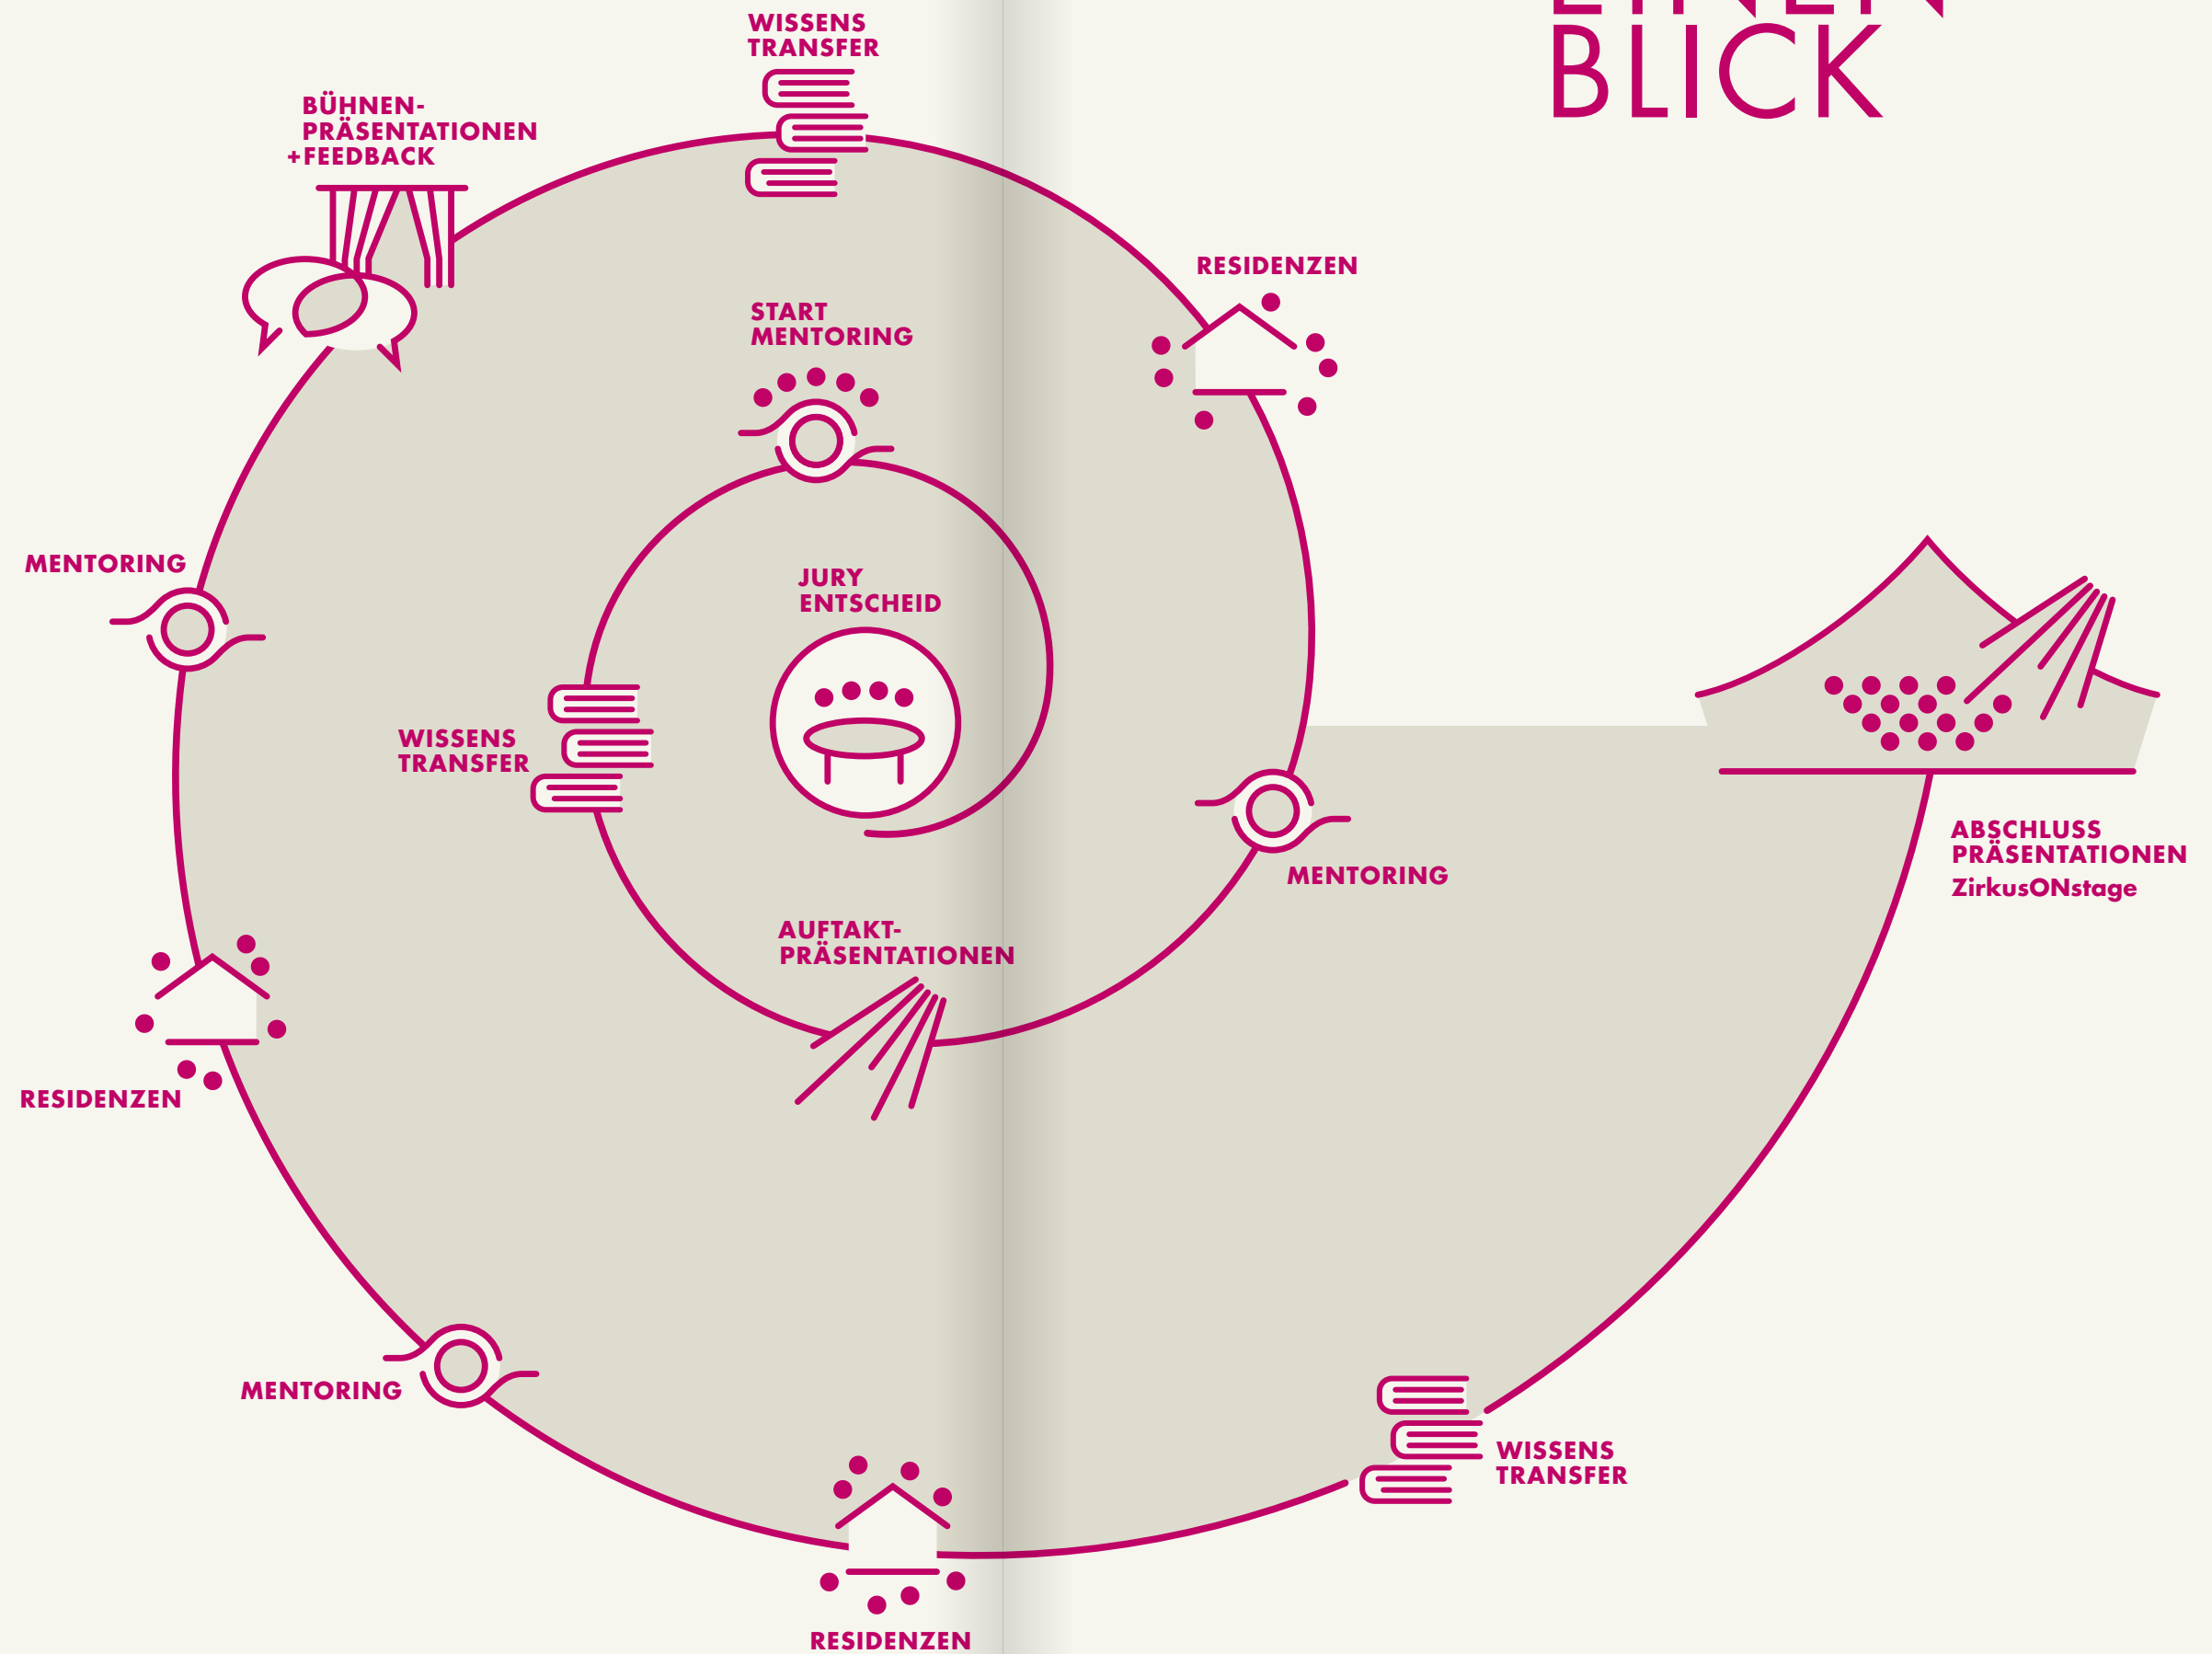 BLICK
WISSENS
TRANSFER
BÜHNEN-
PRÄSENTATIONEN
+FEEDBACK
RESIDENZEN
START
MENTORING
MENTORING
JURY
ENTSCHEID
WISSENS
TRANSFER
ABSCHLUSS
PRÄSENTATIONEN
ZirkusONstage
MENTORING
AUFTAKT-
PRÄSENTATIONEN
RESIDENZEN
MENTORING
WISSENS
TRANSFER
RESIDENZEN